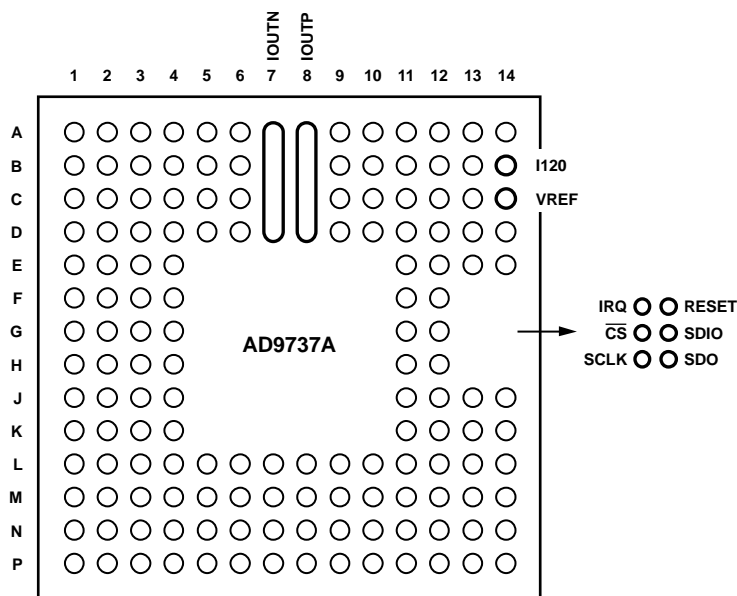 IOUTN
IOUTP
1 2 3 4 5 6 7 8 9 10 11 12 13 14
A
B I120
C VREF
D
E
F IRQ RESET
G AD9737A CS SDIO
H SCLK SDO
J
K
L
M
N
P